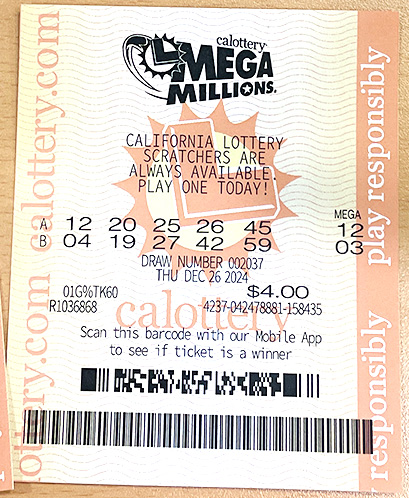 calottery
MEGA
MILLIONS.
CALIFORNIA LOTTERY
SCRATCHERS ARE
ALWAYS AVAILABLE.
PLAY ONE TODAY!
MEGA
A 12 20 25 26 45 12
B 04 19 27 42 59 03
DRAW NUMBER 002037
THU DEC 26 2024
01G%TK60 $4.00
R1036868 4237-042478881-158435
calottery
Scan this barcode with our Mobile App
to see if ticket is a winner
ottery.com calottery.com
responsibly play responsibly